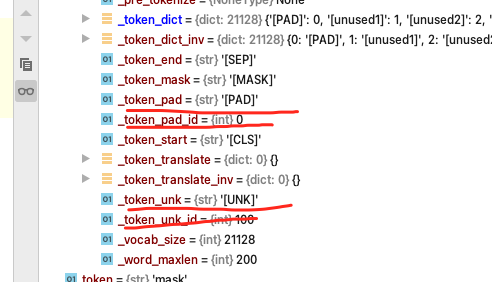 _pre_tokenize = {NoneType} None
_token_dict = {dict: 21128} {'[PAD]': 0, '[unused1]': 1, '[unused2]': 2, '
_token_dict_inv = {dict: 21128} {0: '[PAD]', 1: '[unused1]', 2: '[unused2
_token_end = {str} '[SEP]'
_token_mask = {str} '[MASK]'
_token_pad = {str} '[PAD]'
_token_pad_id = {int} 0
_token_start = {str} '[CLS]'
_token_translate = {dict: 0} {}
_token_translate_inv = {dict: 0} {}
_token_unk = {str} '[UNK]'
_token_unk_id = {int} 100
_vocab_size = {int} 21128
_word_maxlen = {int} 200
token = {str} 'mask'